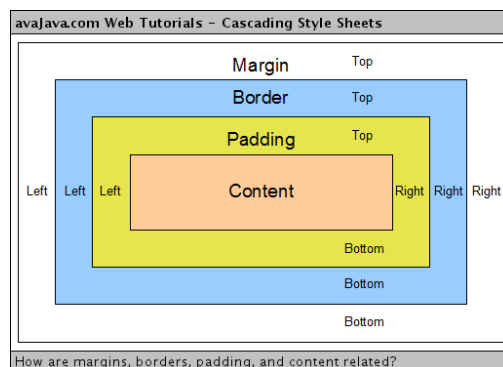 avaJava.com Web Tutorials - Cascading Style Sheets
Margin Top
Border Top
Padding Top
Left Left Left Content Right Right Right
Bottom
Bottom
Bottom
How are margins, borders, padding, and content related?